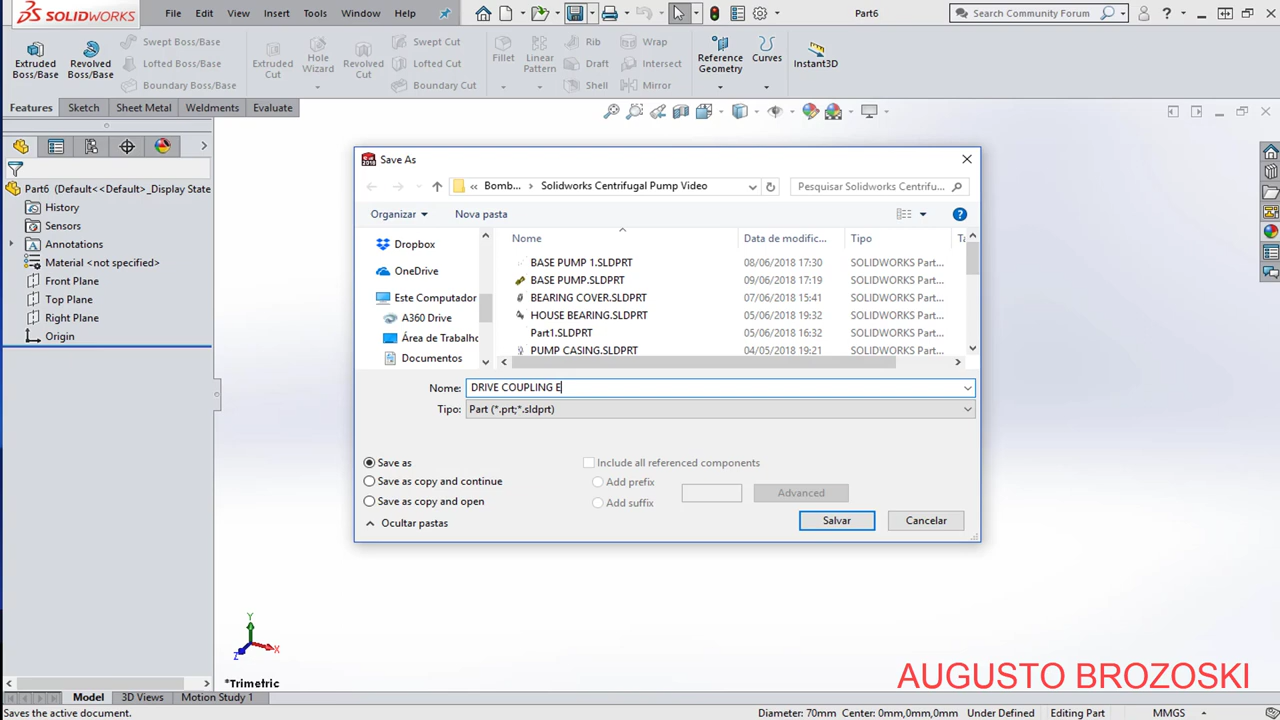 SOLIDWORKS File Edit View Insert Tools Window Help Part6 Search Community Forum
Extruded Boss/Base
Revolved Boss/Base
Swept Boss/Base
Lofted Boss/Base
Boundary Boss/Base
Extruded Cut
Hole Wizard
Revolved Cut
Swept Cut
Lofted Cut
Boundary Cut
Fillet
Linear Pattern
Rib
Draft
Shell
Wrap
Intersect
Mirror
Reference Geometry
Curves
Instant3D
Features Sketch Sheet Metal Weldments Evaluate
Part6 (Default<<Default>_Display State
History
Sensors
Annotations
Material <not specified>
Front Plane
Top Plane
Right Plane
Origin
Save As
« Bomb... › Solidworks Centrifugal Pump Video
Pesquisar Solidworks Centrifu...
Organizar Nova pasta
Dropbox
OneDrive
Este Computador
A360 Drive
Área de Trabalho
Documentos
Nome Data de modific... Tipo Ta
BASE PUMP 1.SLDPRT 08/06/2018 17:30 SOLIDWORKS Part...
BASE PUMP.SLDPRT 09/06/2018 17:19 SOLIDWORKS Part...
BEARING COVER.SLDPRT 07/06/2018 15:41 SOLIDWORKS Part...
HOUSE BEARING.SLDPRT 05/06/2018 19:32 SOLIDWORKS Part...
Part1.SLDPRT 05/06/2018 16:32 SOLIDWORKS Part...
PUMP CASING.SLDPRT 04/05/2018 19:21 SOLIDWORKS Part...
Nome: DRIVE COUPLING E
Tipo: Part (*.prt;*.sldprt)
Save as
Save as copy and continue
Save as copy and open
Include all referenced components
Add prefix
Add suffix
Advanced
Ocultar pastas
Salvar Cancelar
Y
Z X
*Trimetric
AUGUSTO BROZOSKI
Model 3D Views Motion Study 1
Saves the active document. Diameter: 70mm Center: 0mm,0mm,0mm Under Defined Editing Part MMGS